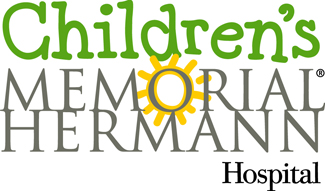 Children's
MEMORIAL®
HERMANN
Hospital